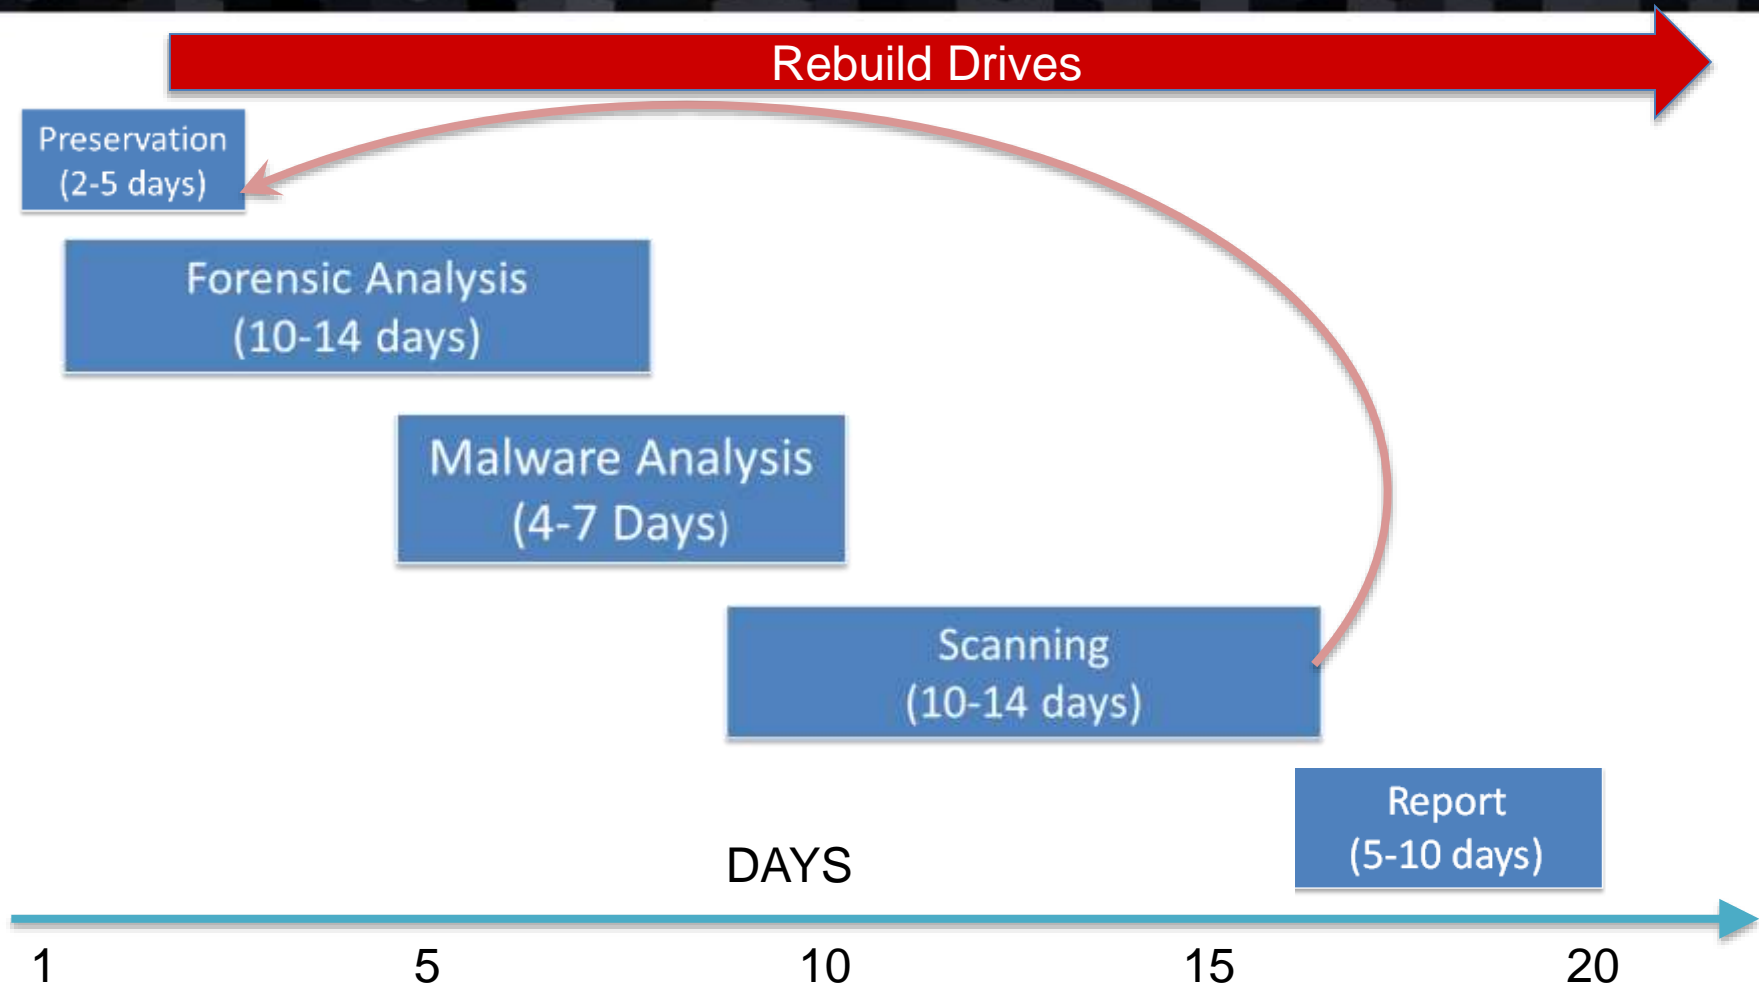 Rebuild Drives
Preservation
(2-5 days)
Forensic Analysis
(10-14 days)
Malware Analysis
(4-7 Days)
Scanning
(10-14 days)
Report
(5-10 days)
DAYS
1 5 10 15 20